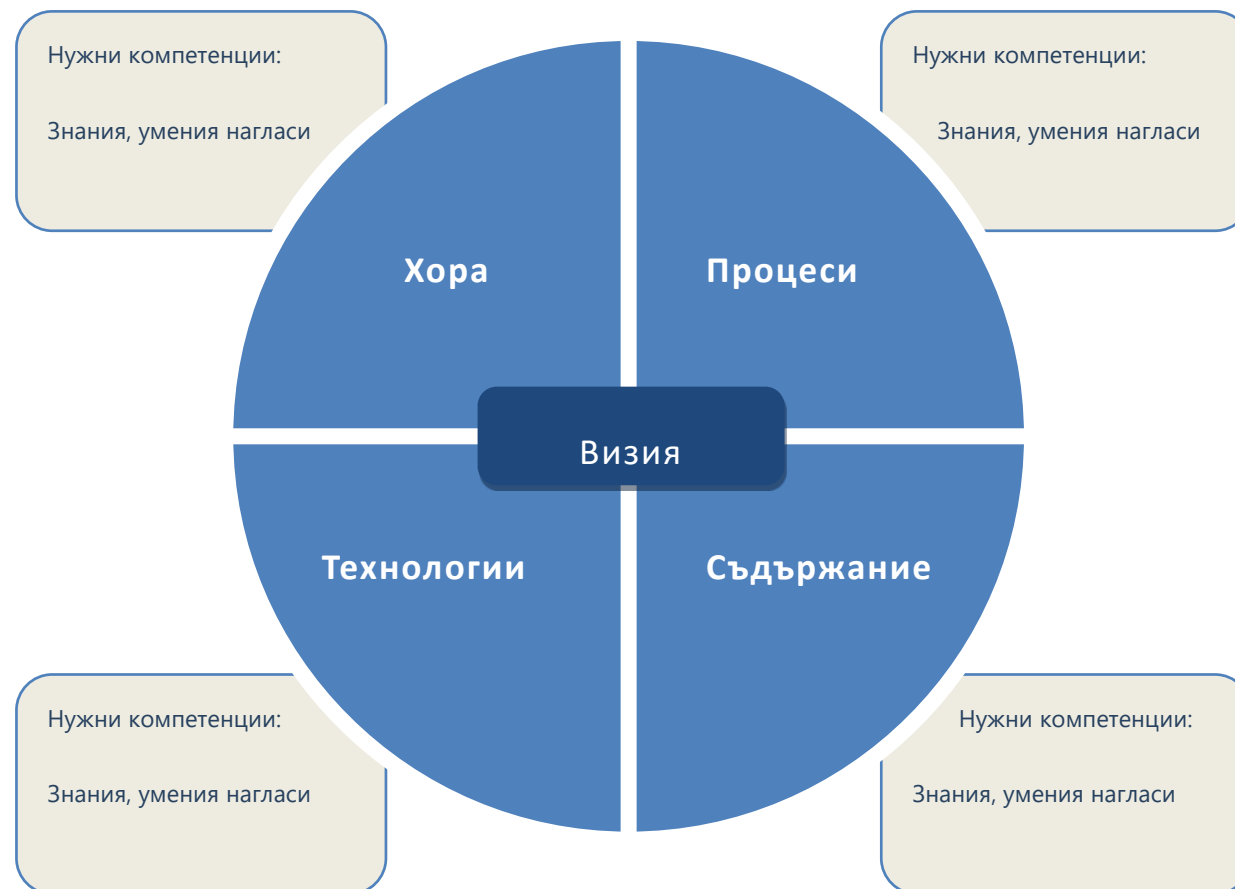 Нужни компетенции:
Знания, умения нагласи
Нужни компетенции:
Знания, умения нагласи
Хора
Процеси
Визия
Технологии
Съдържание
Нужни компетенции:
Знания, умения нагласи
Нужни компетенции:
Знания, умения нагласи